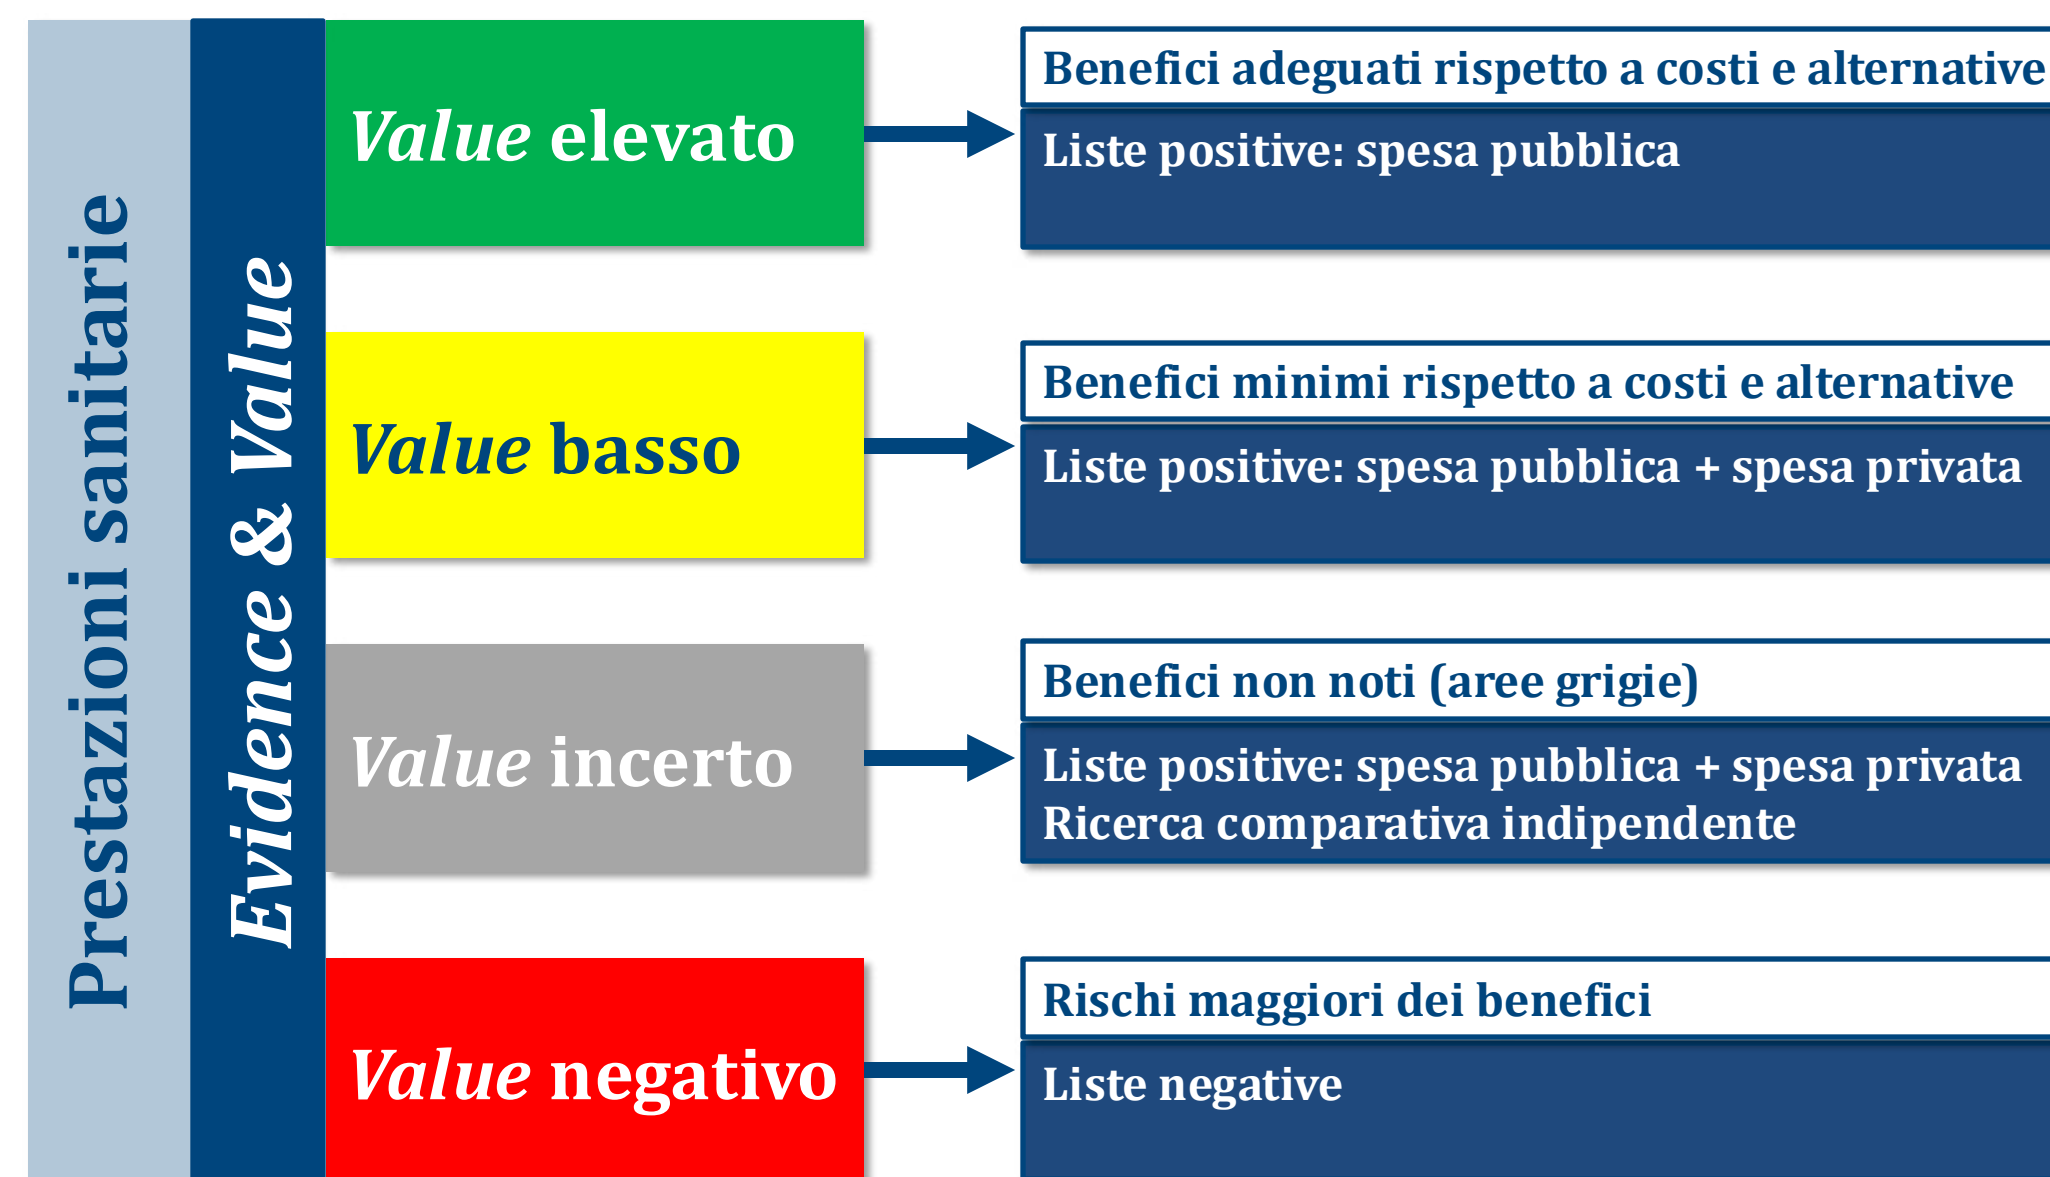 Prestazioni sanitarie
Evidence & Value
Value elevato
Benefici adeguati rispetto a costi e alternative
Liste positive: spesa pubblica
Value basso
Benefici minimi rispetto a costi e alternative
Liste positive: spesa pubblica + spesa privata
Value incerto
Benefici non noti (aree grigie)
Liste positive: spesa pubblica + spesa privata
Ricerca comparativa indipendente
Value negativo
Rischi maggiori dei benefici
Liste negative